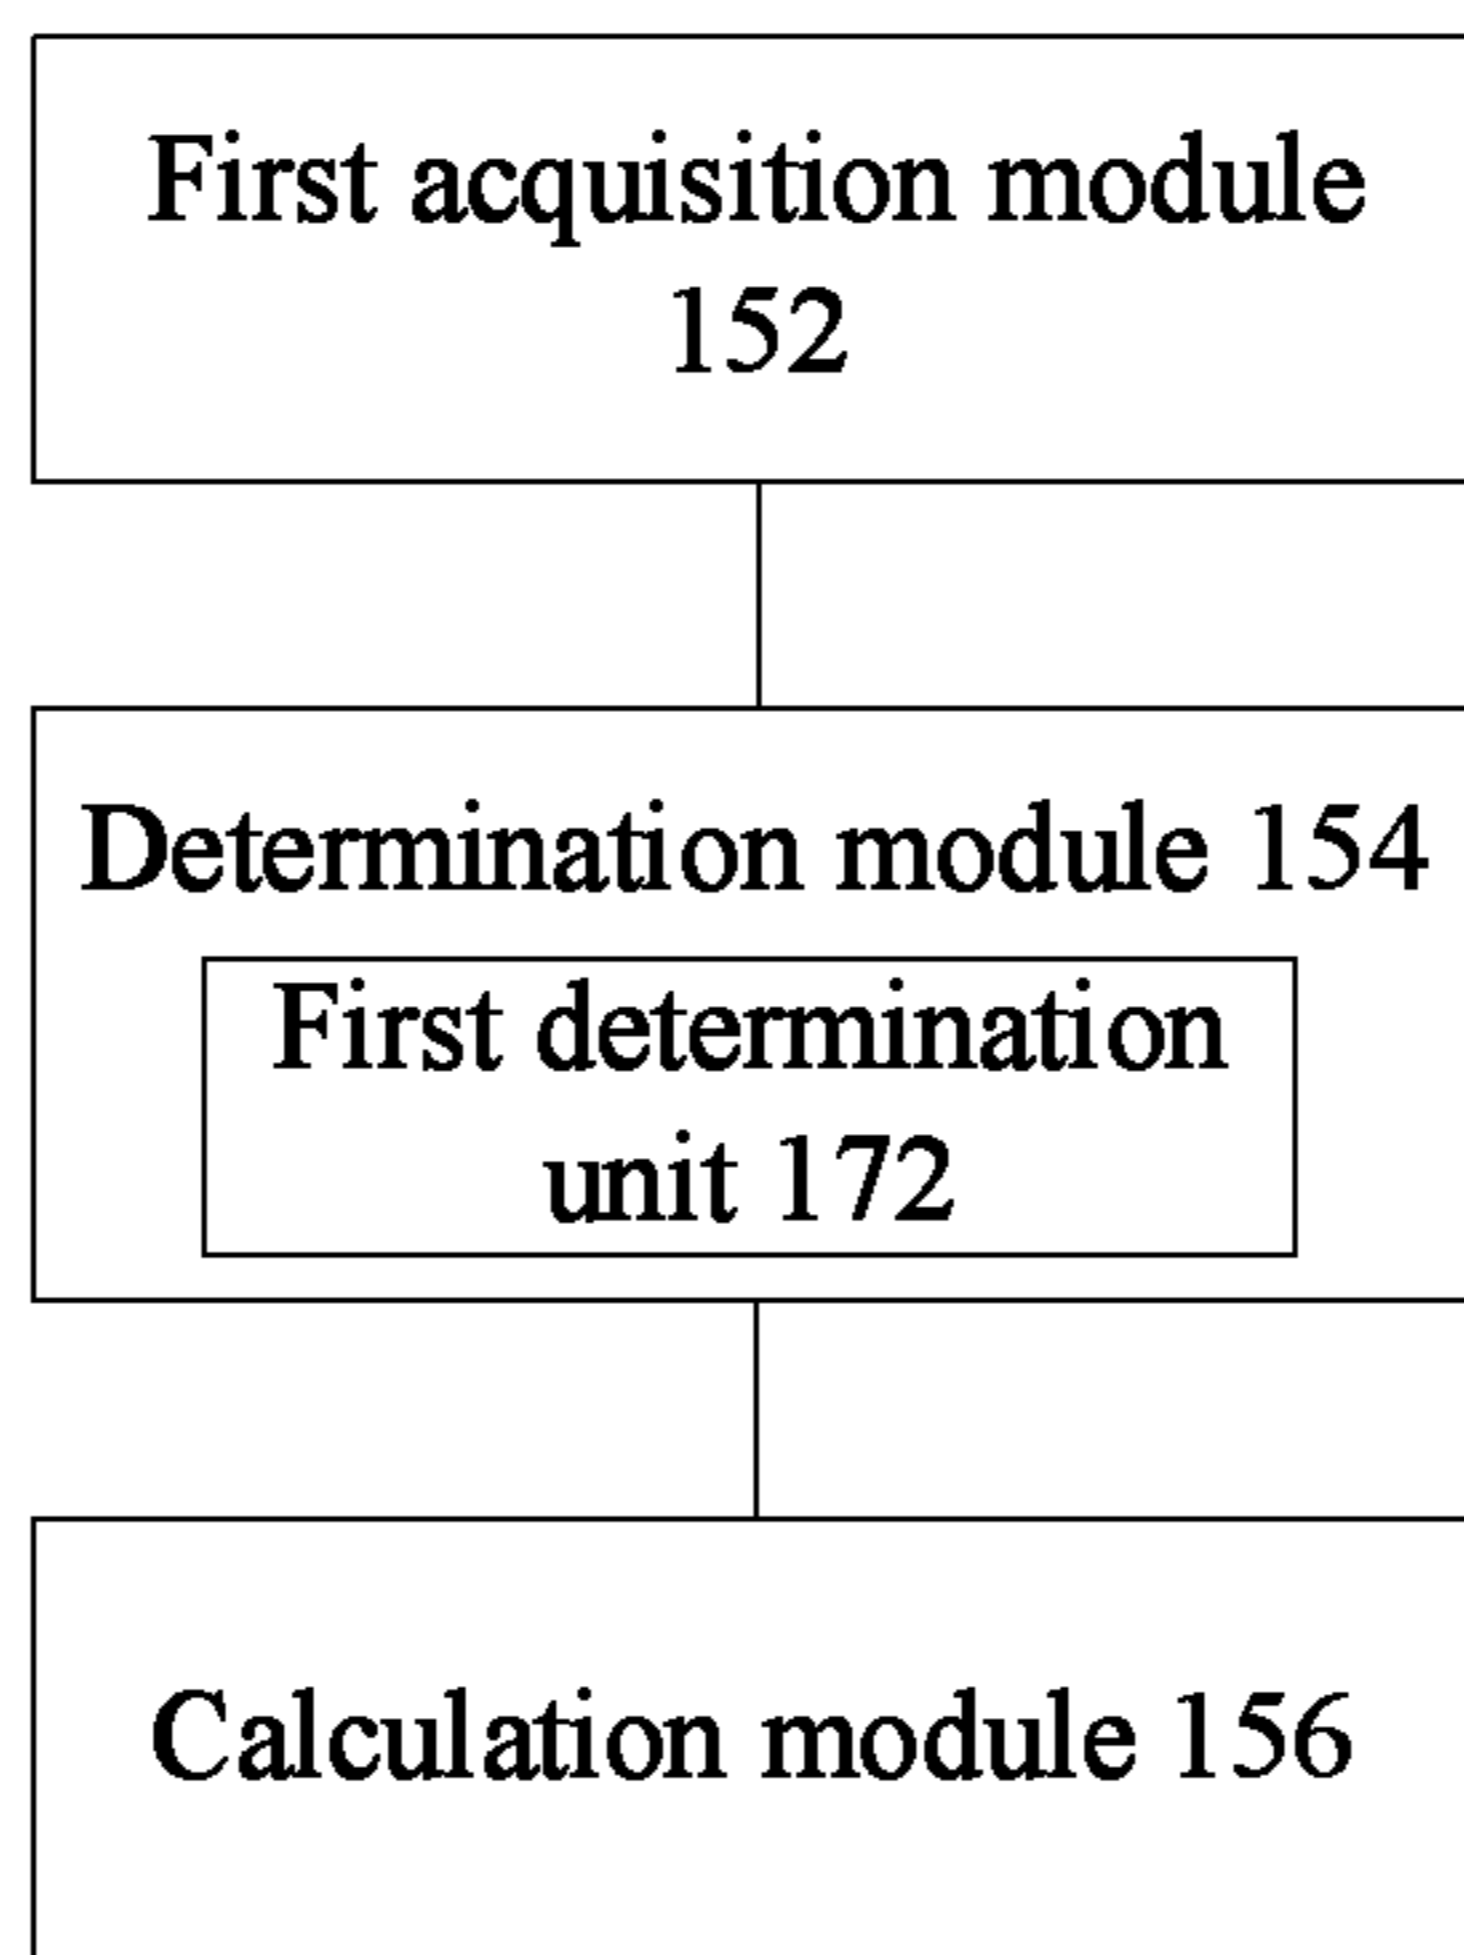 First acquisition module
152
Determination module 154
First determination
unit 172
Calculation module 156